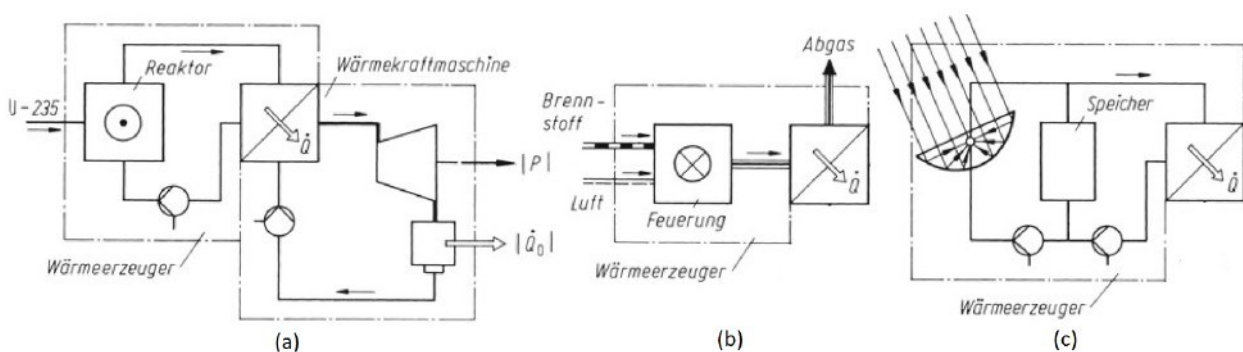 U-235
Reaktor
Wärmekraftmaschine
Q̇
|P|
|Q̇₀|
Wärmeerzeuger
(a)
Abgas
Brenn-
stoff
Luft
Feuerung
Q̇
Wärmeerzeuger
(b)
Speicher
Q̇
Wärmeerzeuger
(c)